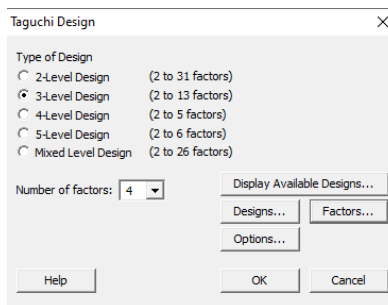 Taguchi Design
Type of Design
2-Level Design (2 to 31 factors)
3-Level Design (2 to 13 factors)
4-Level Design (2 to 5 factors)
5-Level Design (2 to 6 factors)
Mixed Level Design (2 to 26 factors)
Number of factors: 4
Display Available Designs...
Designs... Factors...
Options...
Help OK Cancel